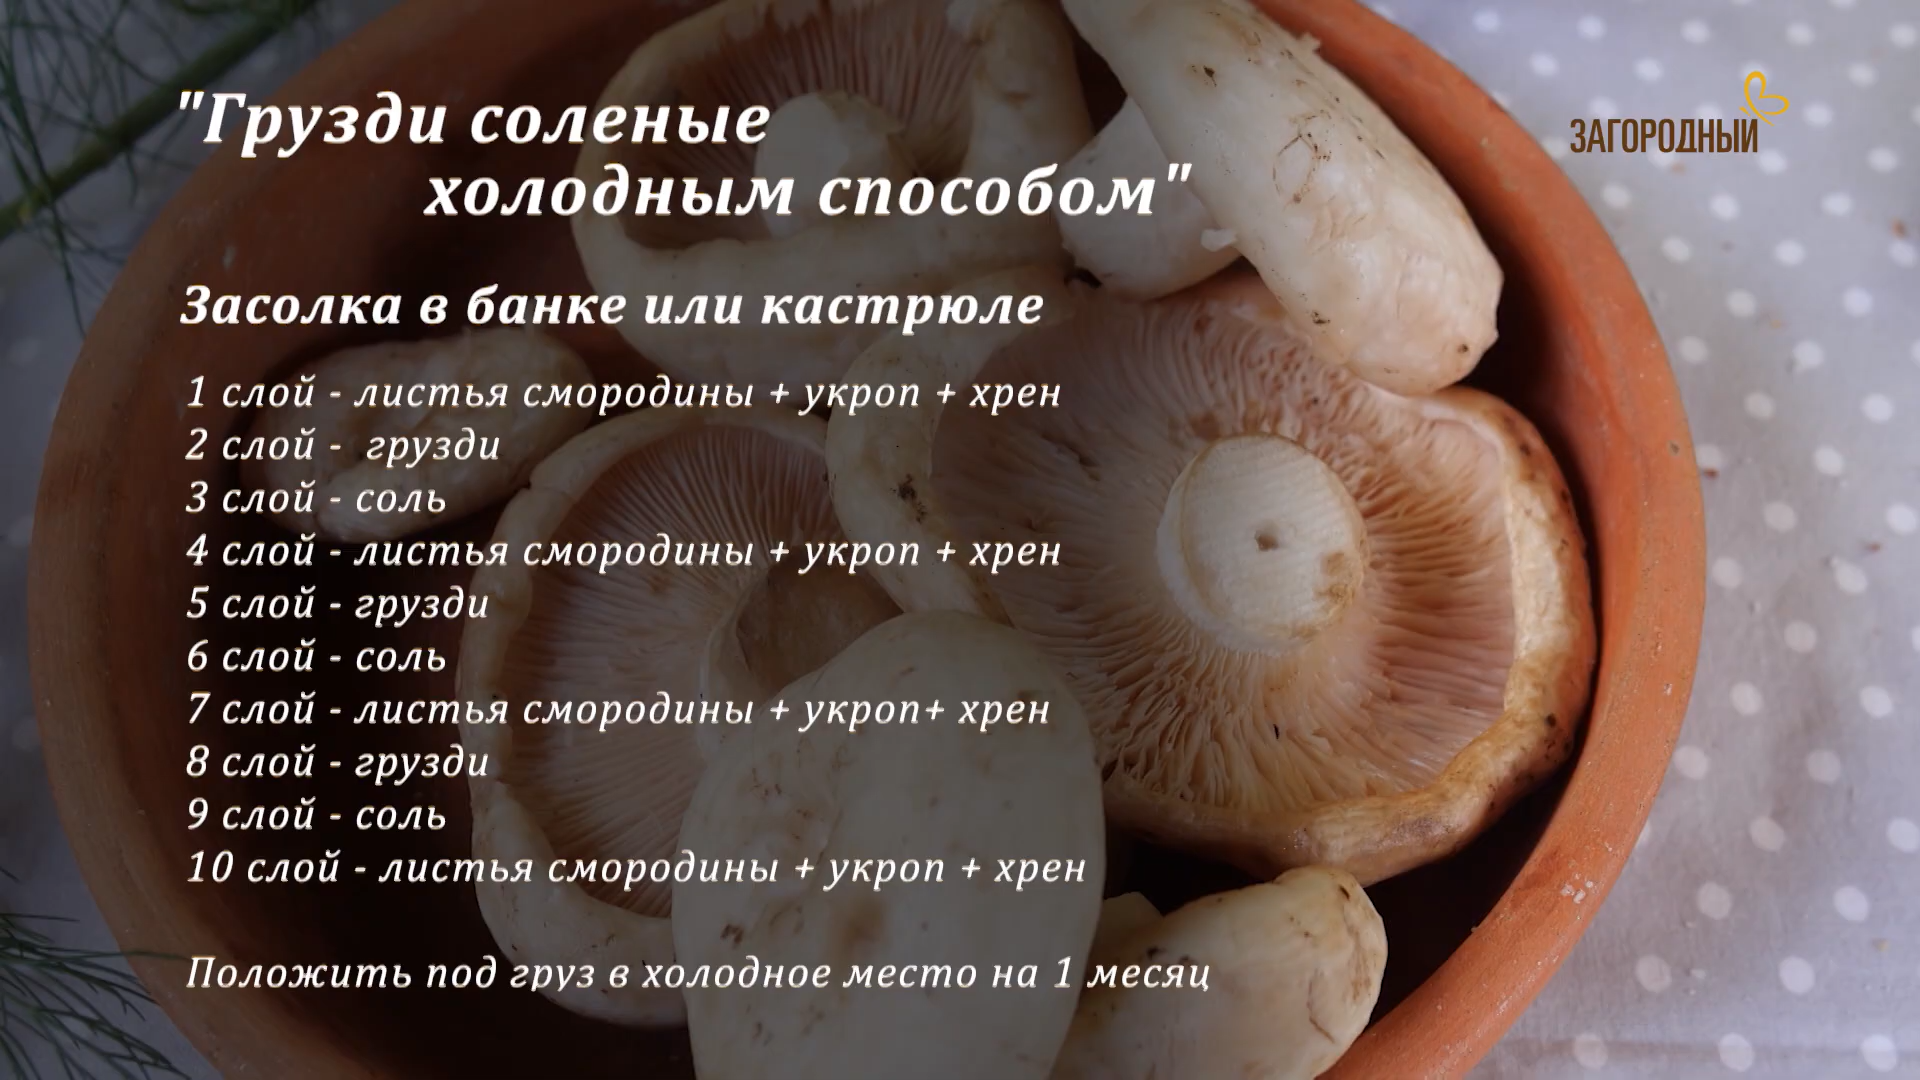 "Грузди соленые
холодным способом"
ЗАГОРОДНЫЙ
Засолка в банке или кастрюле
1 слой - листья смородины + укроп + хрен
2 слой -  грузди
3 слой - соль
4 слой - листья смородины + укроп + хрен
5 слой - грузди
6 слой - соль
7 слой - листья смородины + укроп+ хрен
8 слой - грузди
9 слой - соль
10 слой - листья смородины + укроп + хрен
Положить под груз в холодное место на 1 месяц